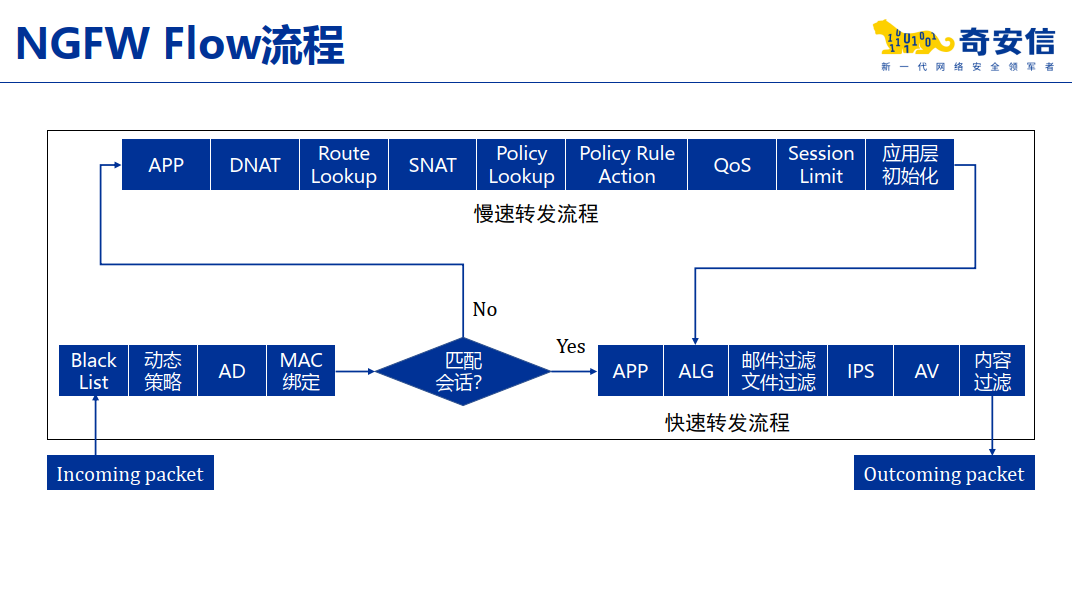 NGFW Flow流程
奇安信
新一代网络安全领军者
APP
DNAT
Route
Lookup
SNAT
Policy
Lookup
Policy Rule
Action
QoS
Session
Limit
应用层
初始化
慢速转发流程
No
Yes
Black
List
动态
策略
AD
MAC
绑定
匹配
会话？
APP
ALG
邮件过滤
文件过滤
IPS
AV
内容
过滤
快速转发流程
Incoming packet
Outcoming packet